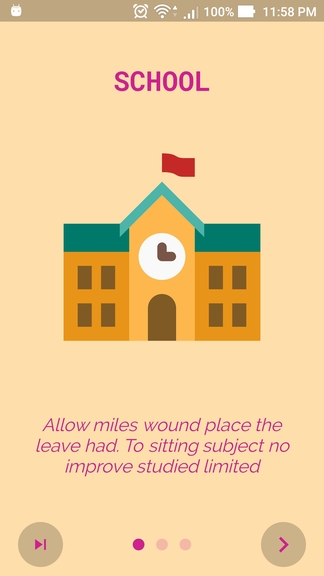 100% 11:58 PM
SCHOOL
Allow miles wound place the
leave had. To sitting subject no
improve studied limited